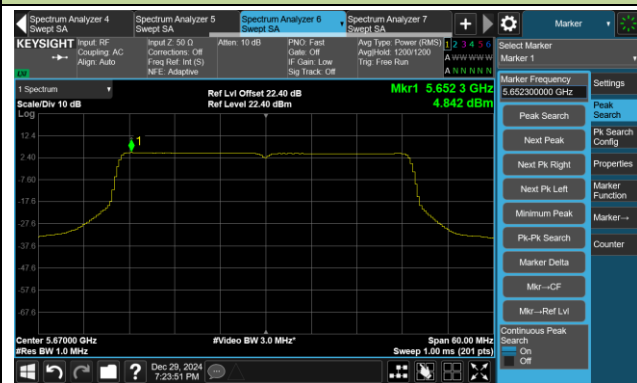 Spectrum Analyzer 4
Swept SA
Spectrum Analyzer 5
Swept SA
Spectrum Analyzer 6
Swept SA
Spectrum Analyzer 7
Swept SA
+
Marker
KEYSIGHT
Input: RF
Coupling: AC
Align: Auto
Input Z: 50 Ω
Corrections: Off
Freq Ref: Int (S)
NFE: Adaptive
Atten: 10 dB
PNO: Fast
Gate: Off
IF Gain: Low
Sig Track: Off
Avg Type: Power (RMS)
Avg|Hold: 1200/1200
Trig: Free Run
1 2 3 4 5 6
A W W W W W
A N N N N N
Select Marker
Marker 1
1 Spectrum
Scale/Div 10 dB
Log
Ref Lvl Offset 22.40 dB
Ref Level 22.40 dBm
Mkr1 5.652 3 GHz
4.842 dBm
12.4
2.40
-7.60
-17.6
-27.6
-37.6
-47.6
-57.6
-67.6
1
Center 5.67000 GHz
#Res BW 1.0 MHz
#Video BW 3.0 MHz*
Span 60.00 MHz
Sweep 1.00 ms (201 pts)
Marker Frequency
5.652300000 GHz
Peak Search
Next Peak
Next Pk Right
Next Pk Left
Minimum Peak
Pk-Pk Search
Marker Delta
Mkr→CF
Mkr→Ref Lvl
Continuous Peak
Search
On
Off
Settings
Peak
Search
Pk Search
Config
Properties
Marker
Function
Marker→
Counter
?
Dec 29, 2024
7:23:51 PM